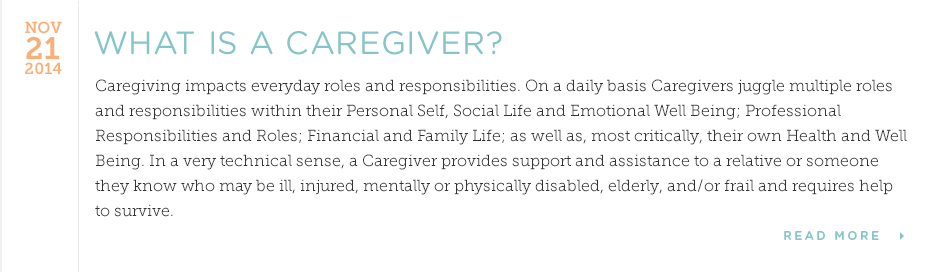 NOV
21
2014
WHAT IS A CAREGIVER?
Caregiving impacts everyday roles and responsibilities. On a daily basis Caregivers juggle multiple roles
and responsibilities within their Personal Self, Social Life and Emotional Well Being; Professional
Responsibilities and Roles; Financial and Family Life; as well as, most critically, their own Health and Well
Being. In a very technical sense, a Caregiver provides support and assistance to a relative or someone
they know who may be ill, injured, mentally or physically disabled, elderly, and/or frail and requires help
to survive.
READ MORE